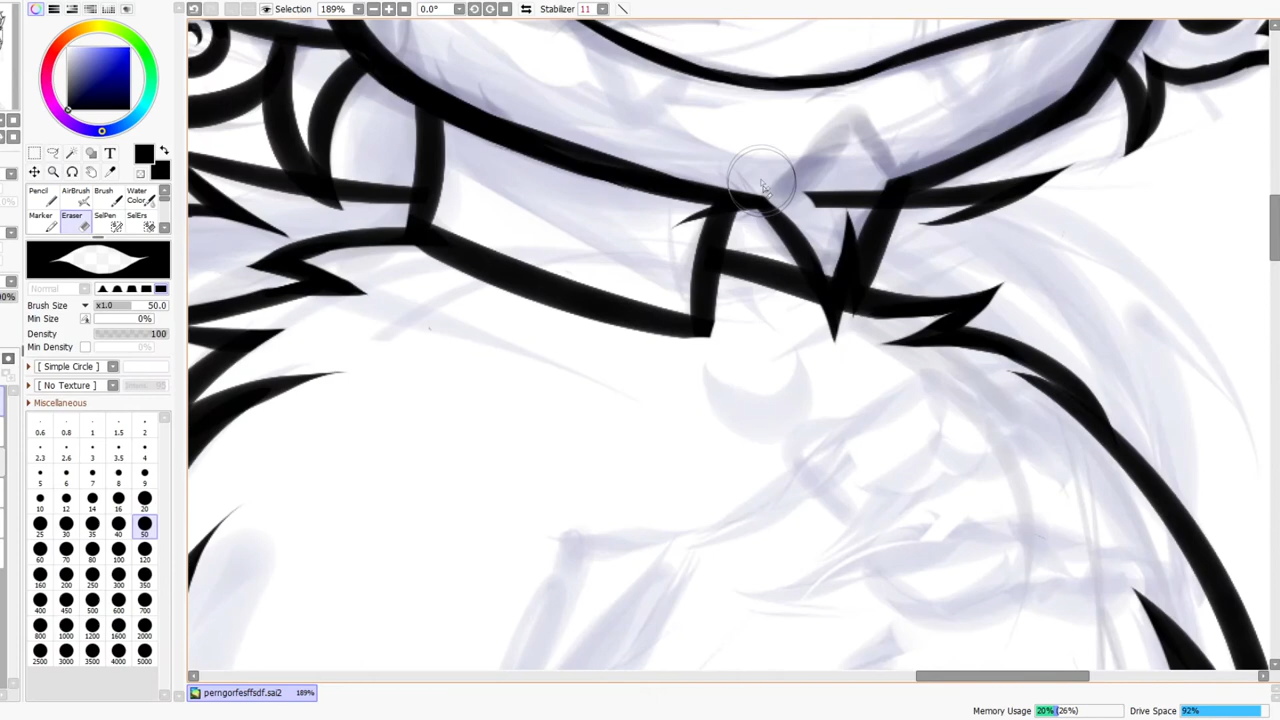 Selection 189% 0.0° Stabilizer 11
T
Pencil AirBrush Brush Water Color
Marker Eraser SelPen SelErs
Normal
Brush Size x1.0 50.0
Min Size 0%
Density 100
Min Density 0%
[ Simple Circle ]
[ No Texture ]
Miscellaneous
0.6 0.8 1 1.5 2
2.3 2.6 3 3.5 4
5 6 7 8 9
10 12 14 16 20
25 30 35 40 50
60 70 80 100 120
160 200 250 300 350
400 450 500 600 700
800 1000 1200 1600 2000
2500 3000 3500 4000 5000
perngorfesffsdf.sai2 189%
Memory Usage 20% (26%) Drive Space 92%